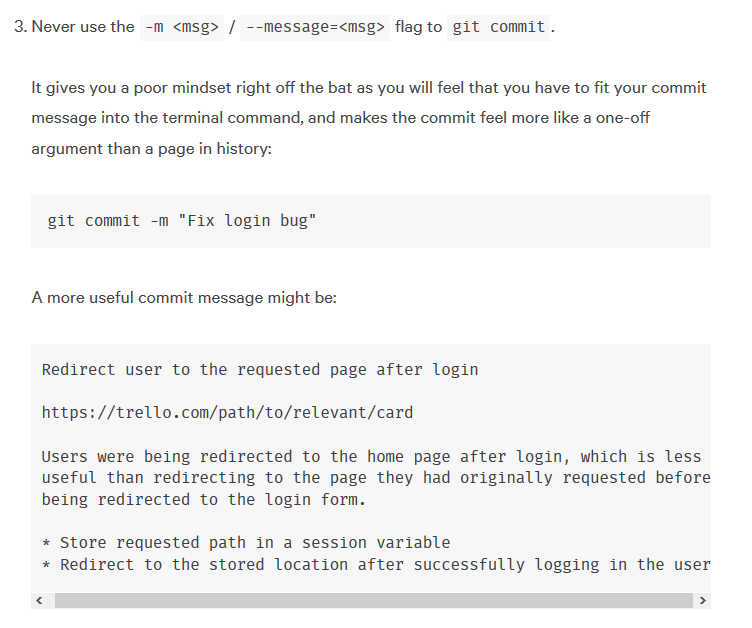 3. Never use the -m <msg> / --message=<msg> flag to git commit.
It gives you a poor mindset right off the bat as you will feel that you have to fit your commit
message into the terminal command, and makes the commit feel more like a one-off
argument than a page in history:
git commit -m "Fix login bug"
A more useful commit message might be:
Redirect user to the requested page after login
https://trello.com/path/to/relevant/card
Users were being redirected to the home page after login, which is less
useful than redirecting to the page they had originally requested before
being redirected to the login form.
* Store requested path in a session variable
* Redirect to the stored location after successfully logging in the user